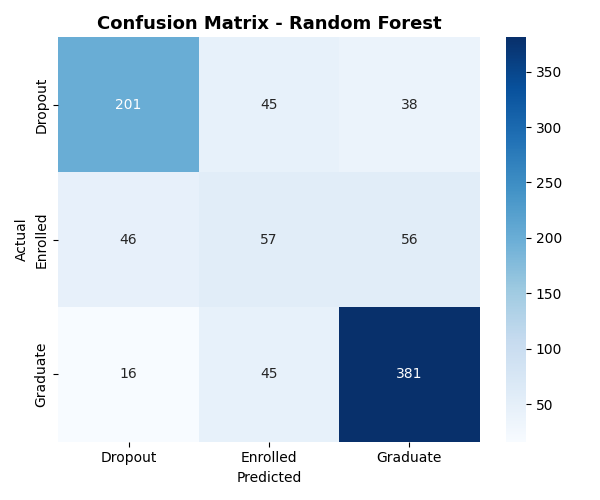 Confusion Matrix - Random Forest
Dropout
201
45
38
Actual
Enrolled
46
57
56
Graduate
16
45
381
Dropout
Enrolled
Graduate
Predicted
350
300
250
200
150
100
50